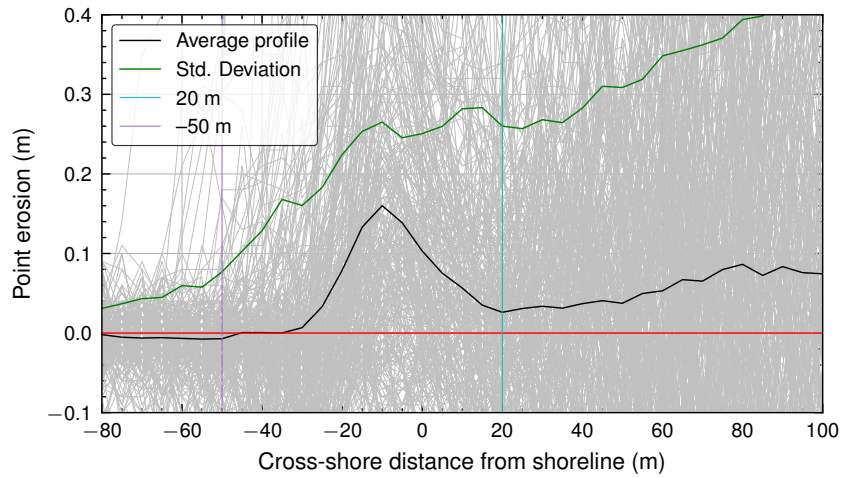 0.4
0.3
0.2
0.1
0.0
−0.1
Point erosion (m)
Average profile
Std. Deviation
20 m
−50 m
−80
−60
−40
−20
0
20
40
60
80
100
Cross-shore distance from shoreline (m)